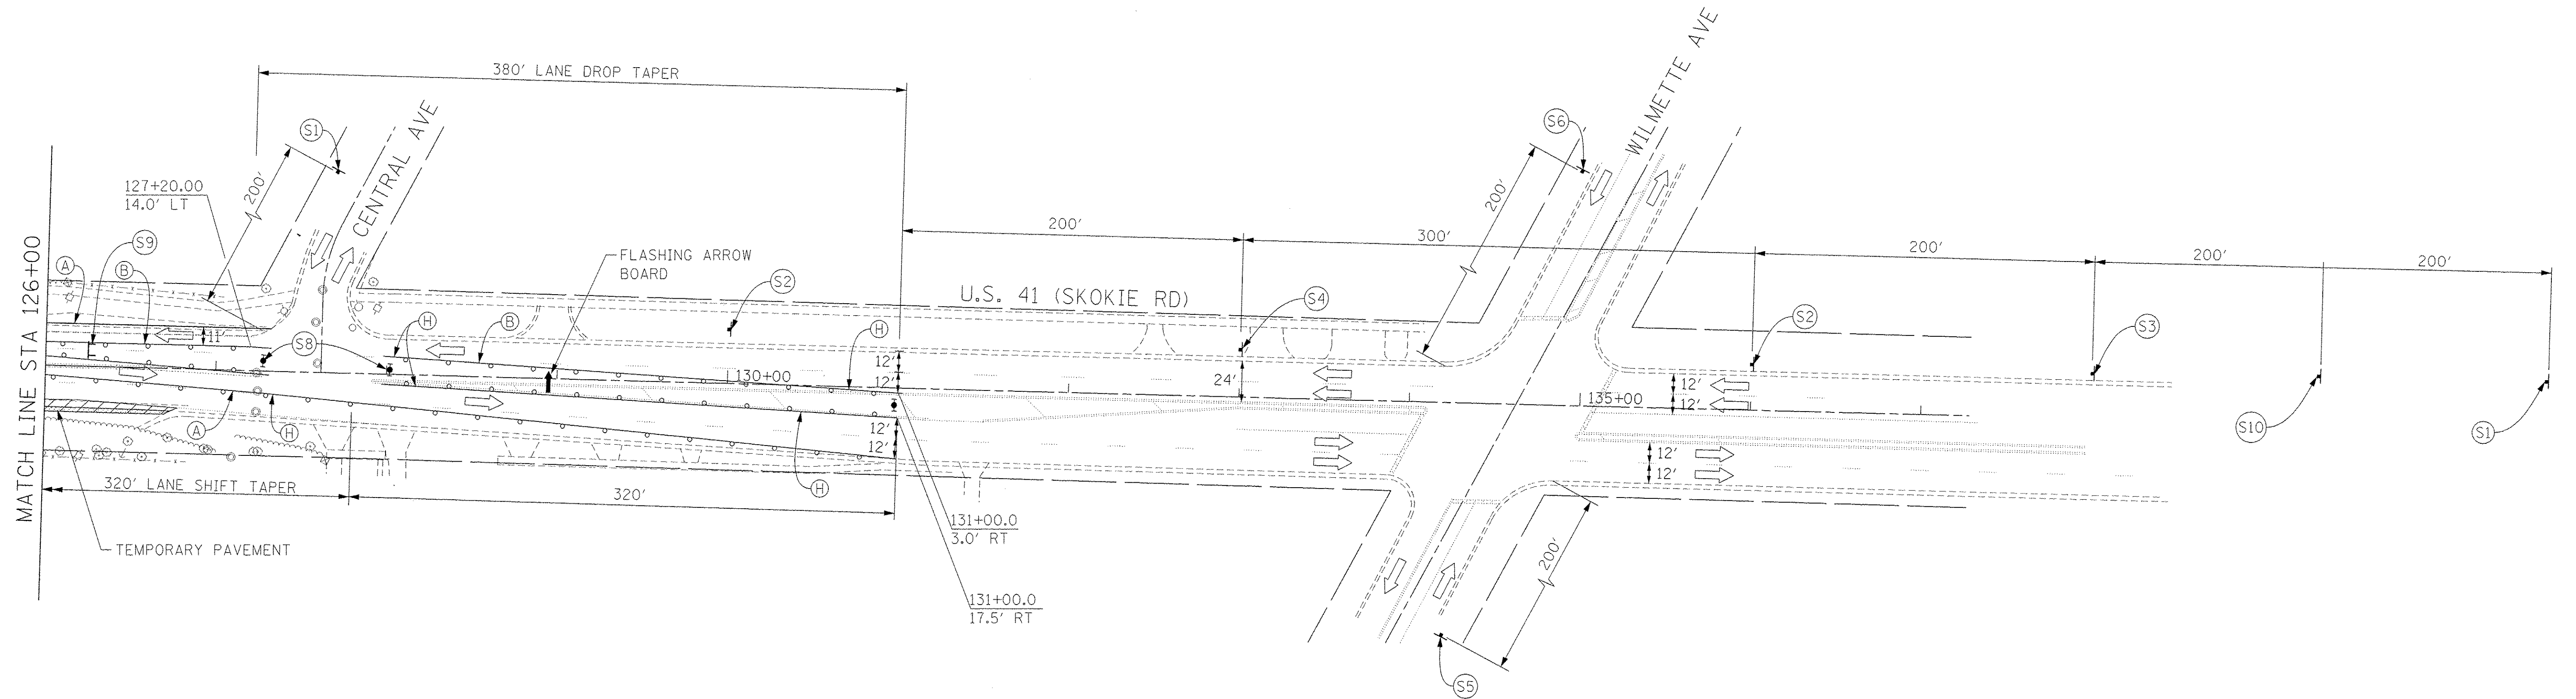 380' LANE DROP TAPER
S1
CENTRAL AVE
200'
127+20.00
14.0' LT
S9
A
B
MATCH LINE STA 126+00
11'
S8
H
H
B
FLASHING ARROW
BOARD
S2
130+00
H
200'
300'
200'
200'
200'
U.S. 41 (SKOKIE RD)
S4
S6
WILMETTE AVE
200'
S2
S3
12'
12'
24'
12'
12'
135+00
S10
S1
12'
12'
12'
12'
A
H
H
320' LANE SHIFT TAPER
320'
TEMPORARY PAVEMENT
131+00.0
3.0' RT
131+00.0
17.5' RT
200'
S5